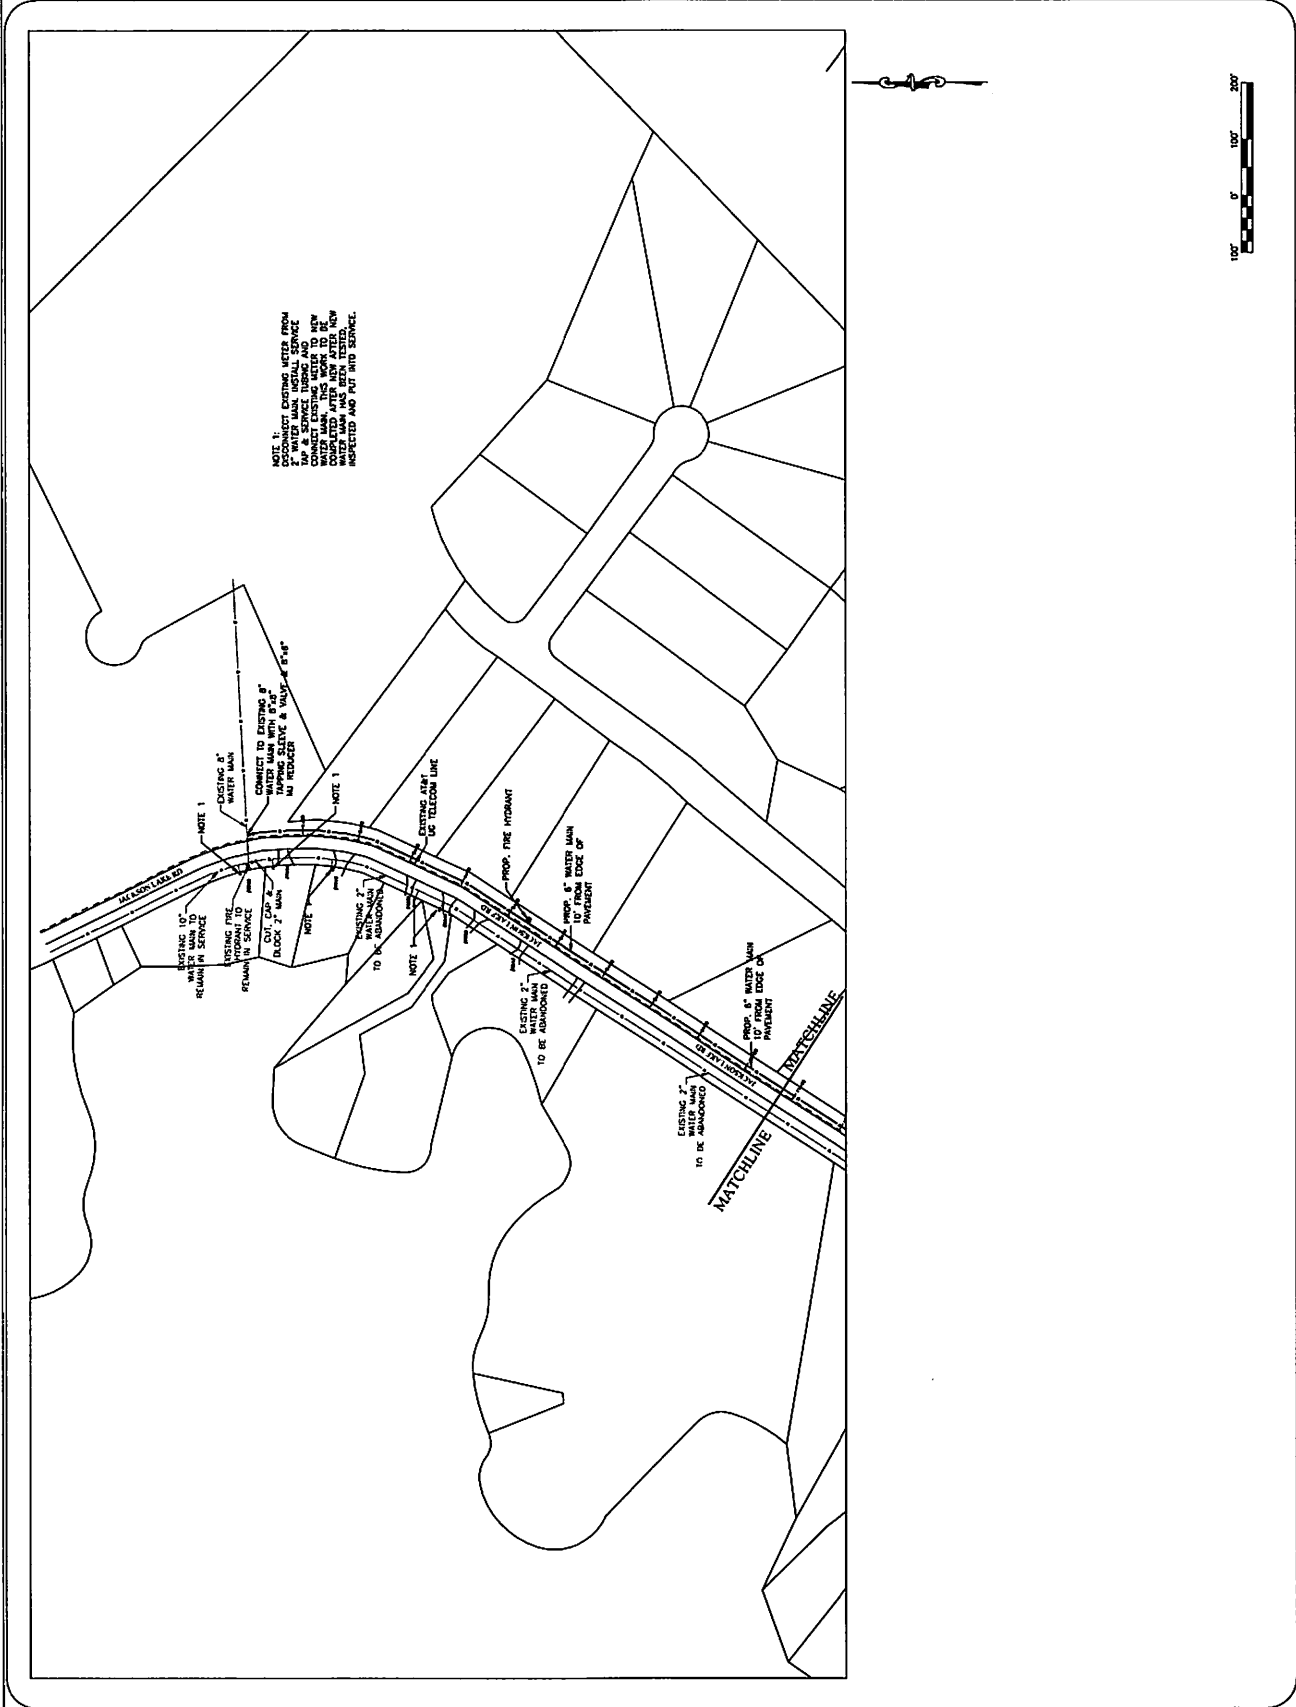 NOTE 1:
DISCONNECT EXISTING METER FROM
2" WATER MAIN. INSTALL SERVICE
TAP & SERVICE TUBING AND
CONNECT EXISTING METER TO NEW
WATER MAIN. THIS WORK TO BE
COMPLETED AFTER NEW AFTER NEW
WATER MAIN HAS BEEN TESTED,
INSPECTED AND PUT INTO SERVICE.
JACKSON LAKE RD
NOTE 1
EXISTING 8"
WATER MAIN
CONNECT TO EXISTING 8"
WATER MAIN WITH 8"x8"
TAPPING SLEEVE & VALVE & 8"x6"
MJ REDUCER
NOTE 1
EXISTING 10"
WATER MAIN TO
REMAIN IN SERVICE
EXISTING FIRE
HYDRANT TO
REMAIN IN SERVICE
CUT, CAP &
BLOCK 2" MAIN
NOTE 1
EXISTING 2"
WATER MAIN
TO BE ABANDONED
NOTE 1
EXISTING AT&T
UG TELECOM LINE
PROP. FIRE HYDRANT
JACKSON LAKE RD
PROP. 6" WATER MAIN
10' FROM EDGE OF
PAVEMENT
EXISTING 2"
WATER MAIN
TO BE ABANDONED
PROP. 6" WATER MAIN
10' FROM EDGE OF
PAVEMENT
JACKSON LAKE RD
EXISTING 2"
WATER MAIN
TO BE ABANDONED
MATCHLINE
MATCHLINE
100' 0' 100' 200'